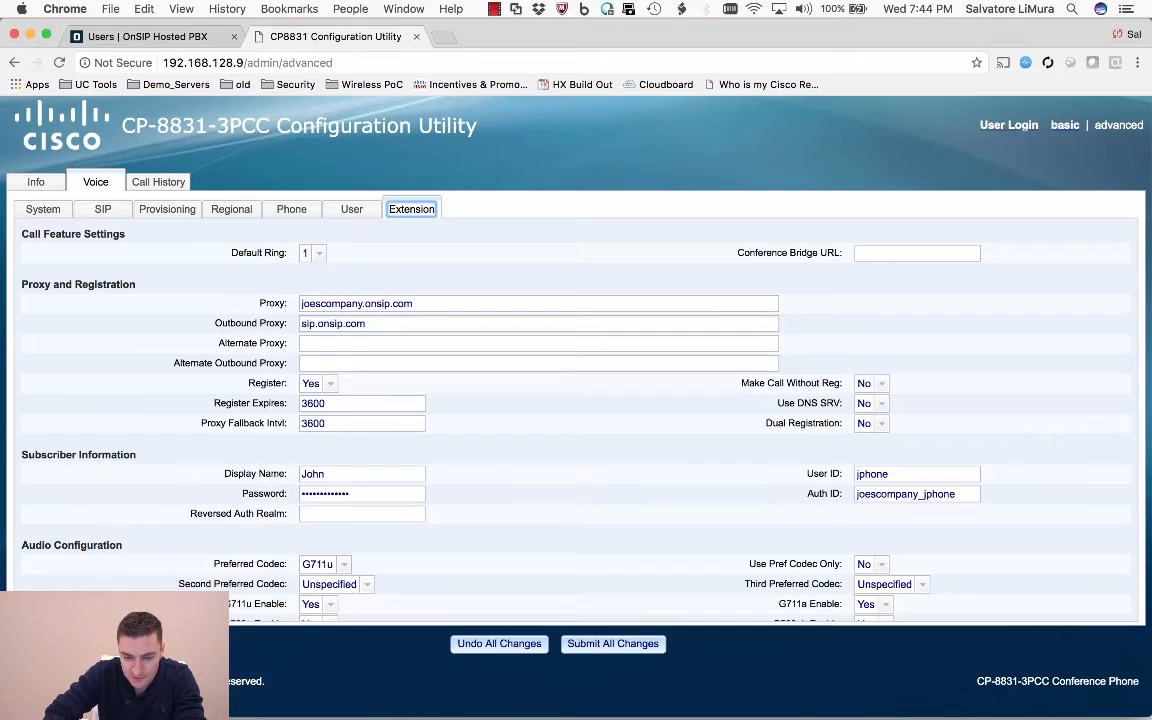 Chrome File Edit View History Bookmarks People Window Help 100% Wed 7:44 PM Salvatore LiMura
Users | OnSIP Hosted PBX × CP8831 Configuration Utility × Sal
Not Secure 192.168.128.9/admin/advanced
Apps UC Tools Demo_Servers old Security Wireless PoC Incentives & Promo... HX Build Out Cloudboard Who is my Cisco Re...
CISCO CP-8831-3PCC Configuration Utility User Login basic | advanced
Info Voice Call History
System SIP Provisioning Regional Phone User Extension
Call Feature Settings
Default Ring: 1 Conference Bridge URL:
Proxy and Registration
Proxy: joescompany.onsip.com
Outbound Proxy: sip.onsip.com
Alternate Proxy:
Alternate Outbound Proxy:
Register: Yes Make Call Without Reg: No
Register Expires: 3600 Use DNS SRV: No
Proxy Fallback Intvl: 3600 Dual Registration: No
Subscriber Information
Display Name: John User ID: jphone
Password: ••••••••••••• Auth ID: joescompany_jphone
Reversed Auth Realm:
Audio Configuration
Preferred Codec: G711u Use Pref Codec Only: No
Second Preferred Codec: Unspecified Third Preferred Codec: Unspecified
711u Enable: Yes G711a Enable: Yes
Undo All Changes Submit All Changes
served. CP-8831-3PCC Conference Phone